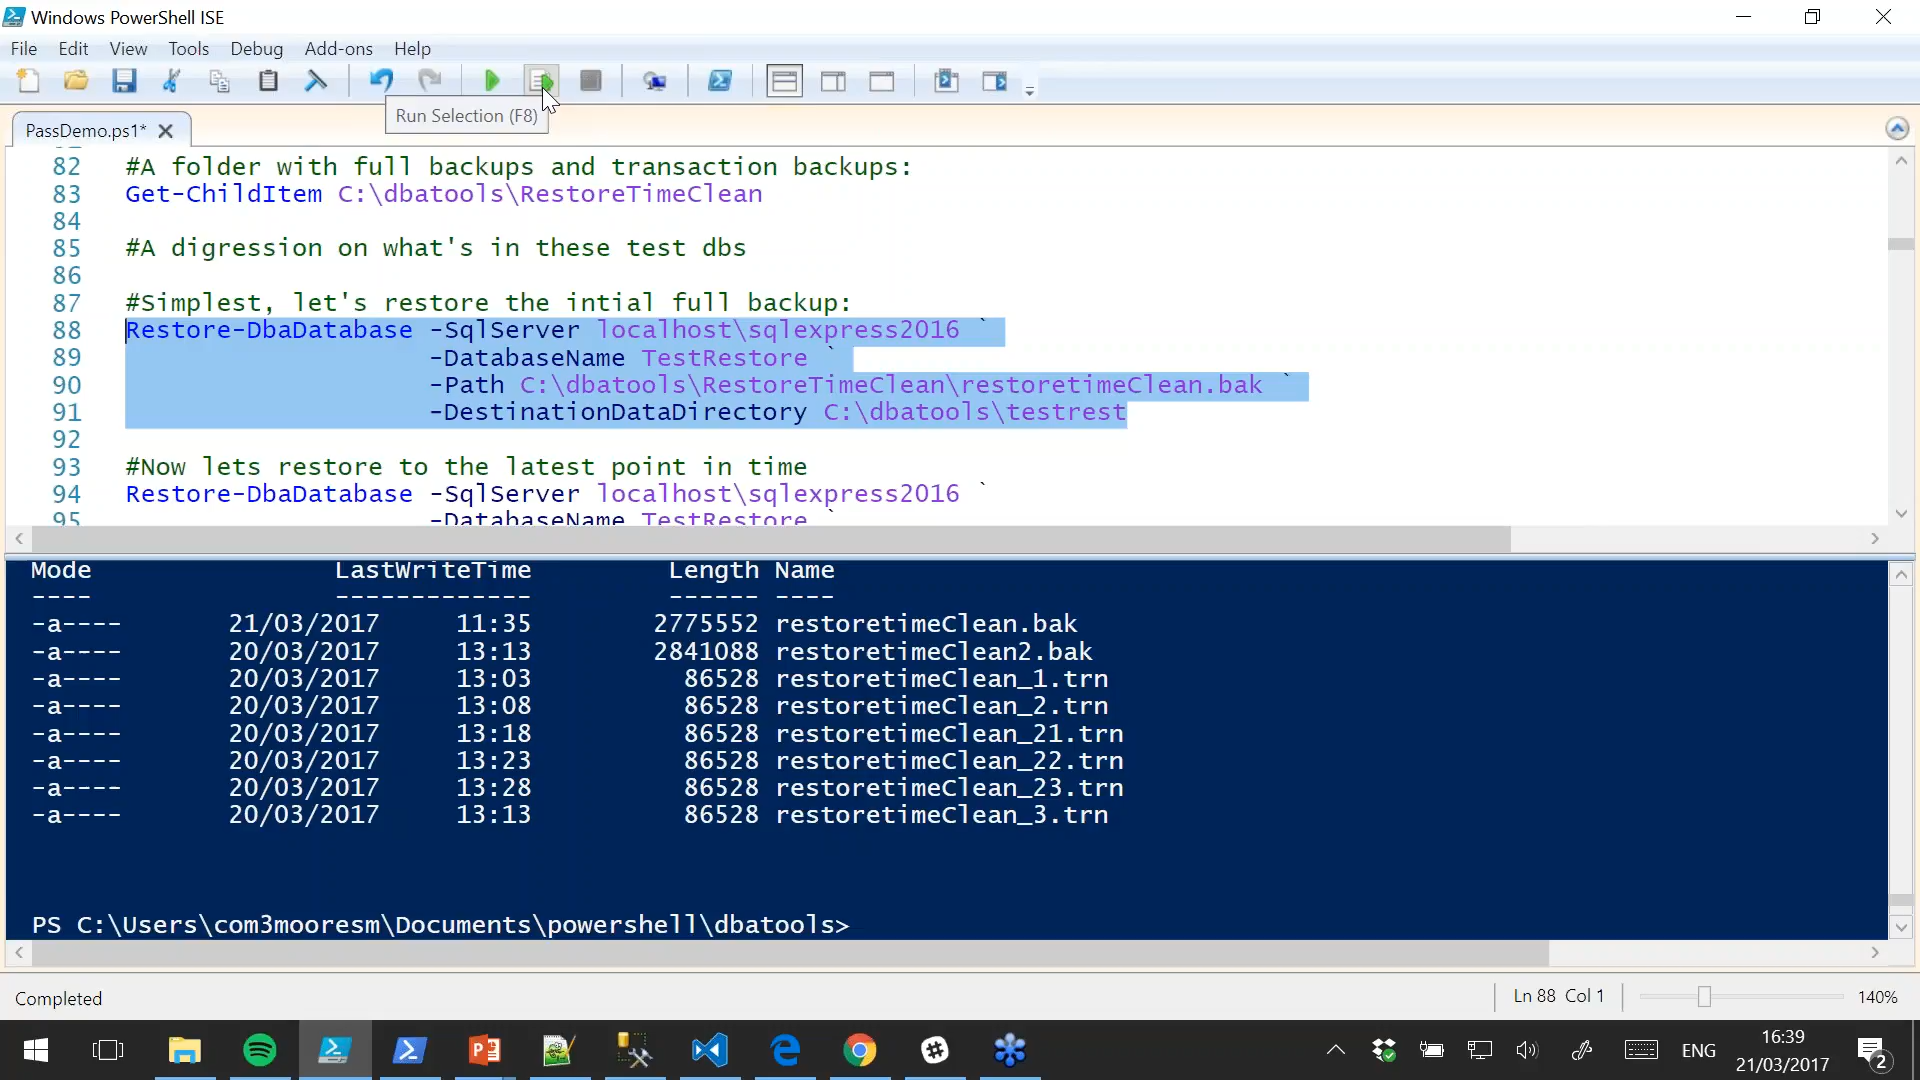 Windows PowerShell ISE
File Edit View Tools Debug Add-ons Help
Run Selection (F8)
PassDemo.ps1*
82 #A folder with full backups and transaction backups:
83 Get-ChildItem C:\dbatools\RestoreTimeClean
84
85 #A digression on what's in these test dbs
86
87 #Simplest, let's restore the intial full backup:
88 Restore-DbaDatabase -SqlServer localhost\sqlexpress2016 `
89 -DatabaseName TestRestore `
90 -Path C:\dbatools\RestoreTimeClean\restoretimeClean.bak `
91 -DestinationDataDirectory C:\dbatools\testrest
92
93 #Now lets restore to the latest point in time
94 Restore-DbaDatabase -SqlServer localhost\sqlexpress2016 `
95 -DatabaseName TestRestore `
Mode LastWriteTime Length Name
---- ------------- ------ ----
-a---- 21/03/2017 11:35 2775552 restoretimeClean.bak
-a---- 20/03/2017 13:13 2841088 restoretimeClean2.bak
-a---- 20/03/2017 13:03 86528 restoretimeClean_1.trn
-a---- 20/03/2017 13:08 86528 restoretimeClean_2.trn
-a---- 20/03/2017 13:18 86528 restoretimeClean_21.trn
-a---- 20/03/2017 13:23 86528 restoretimeClean_22.trn
-a---- 20/03/2017 13:28 86528 restoretimeClean_23.trn
-a---- 20/03/2017 13:13 86528 restoretimeClean_3.trn
PS C:\Users\com3mooresm\Documents\powershell\dbatools>
Completed Ln 88 Col 1 140%
ENG 16:39
21/03/2017
2